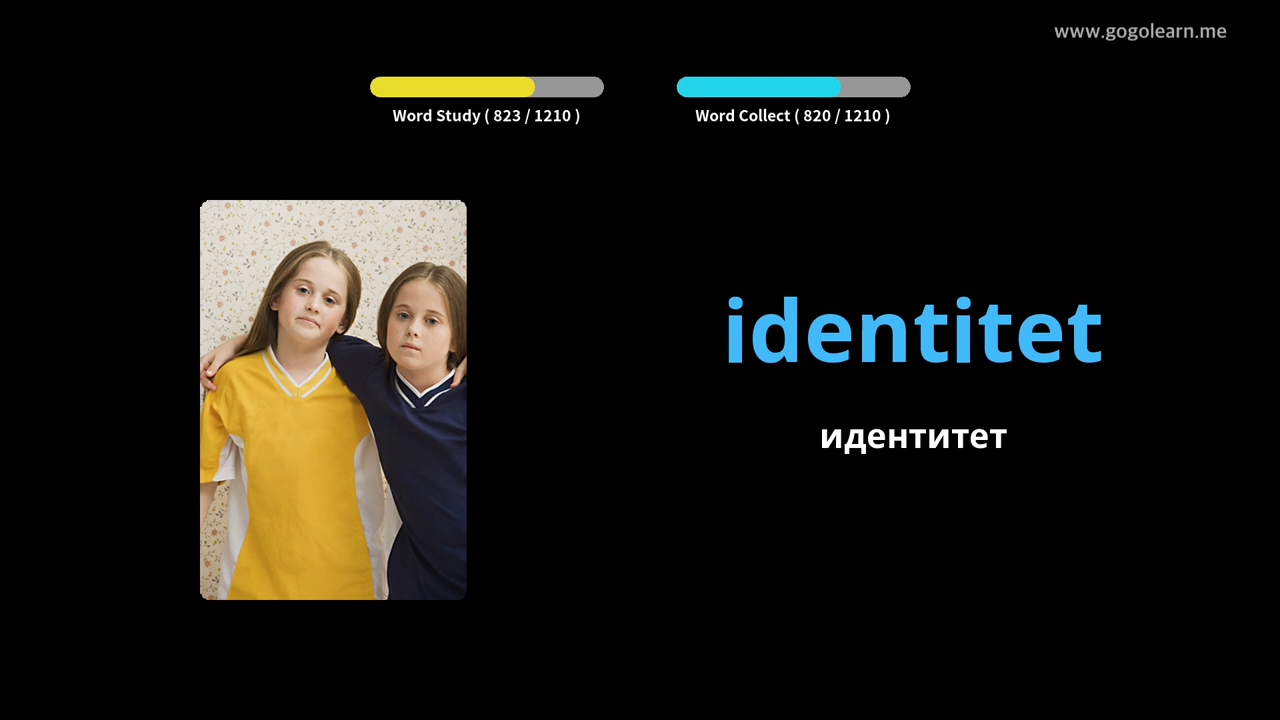 www.gogolearn.me
Word Study ( 823 / 1210 )
Word Collect ( 820 / 1210 )
identitet
идентитет